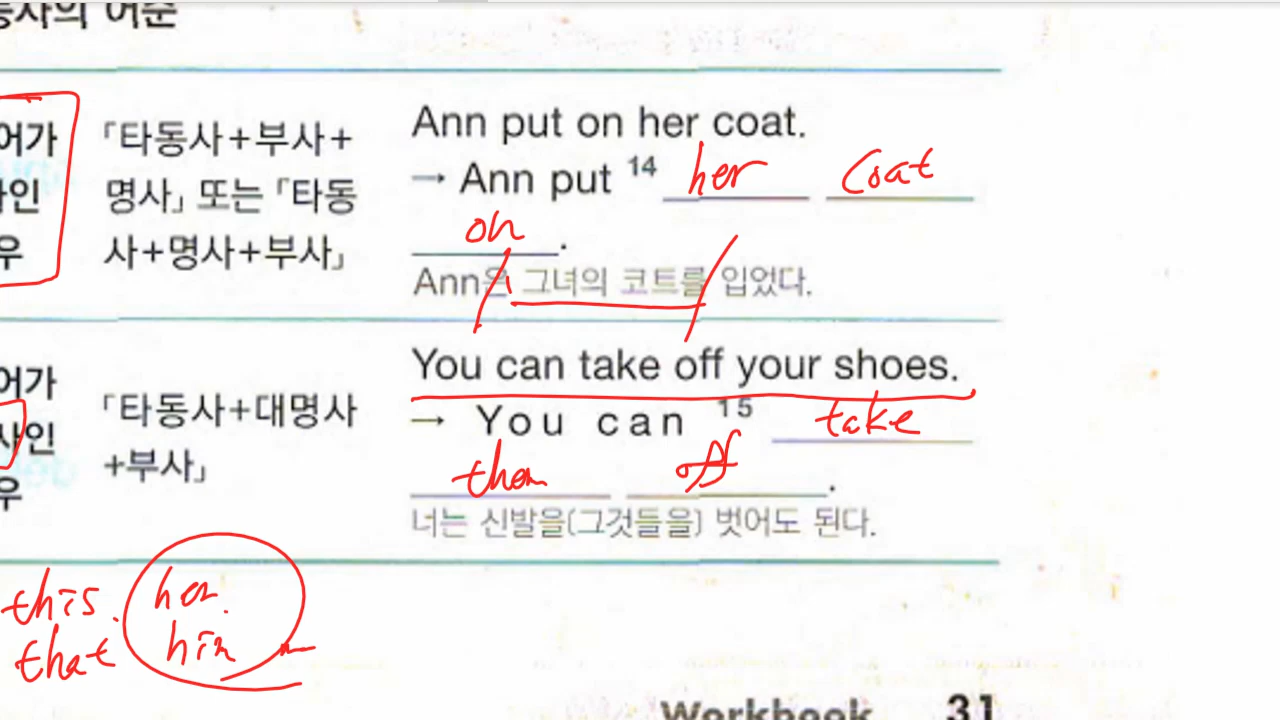 동사의 어순
어가
사인
우
「타동사+부사+
명사」 또는 「타동
사+명사+부사」
Ann put on her coat.
→ Ann put 14 her coat
on.
Ann은 그녀의 코트를 입었다.
어가
사인
우
「타동사+대명사
+부사」
You can take off your shoes.
→ You can 15 take
them off.
너는 신발을(그것들을) 벗어도 된다.
this. her.
that him
Workbook 31